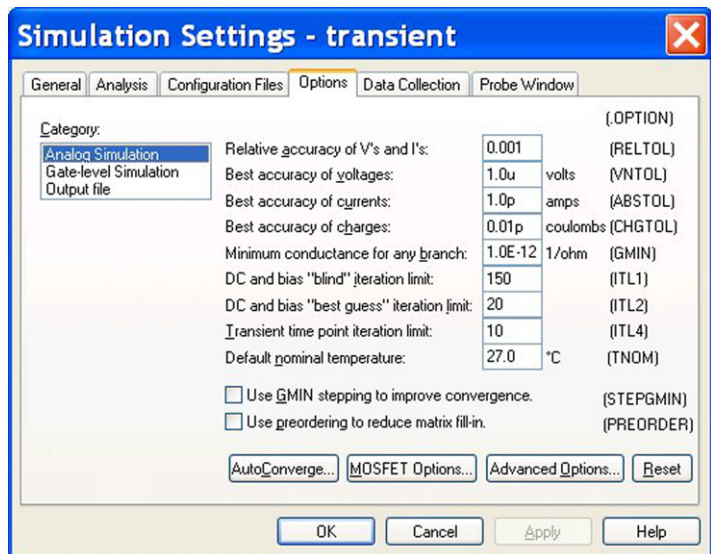 Simulation Settings - transient
General Analysis Configuration Files Options Data Collection Probe Window
(.OPTION)
Category:
Analog Simulation
Gate-level Simulation
Output file
Relative accuracy of V's and I's: 0.001 (RELTOL)
Best accuracy of voltages: 1.0u volts (VNTOL)
Best accuracy of currents: 1.0p amps (ABSTOL)
Best accuracy of charges: 0.01p coulombs (CHGTOL)
Minimum conductance for any branch: 1.0E-12 1/ohm (GMIN)
DC and bias "blind" iteration limit: 150 (ITL1)
DC and bias "best guess" iteration limit: 20 (ITL2)
Transient time point iteration limit: 10 (ITL4)
Default nominal temperature: 27.0 °C (TNOM)
Use GMIN stepping to improve convergence. (STEPGMIN)
Use preordering to reduce matrix fill-in. (PREORDER)
AutoConverge... MOSFET Options... Advanced Options... Reset
OK Cancel Apply Help